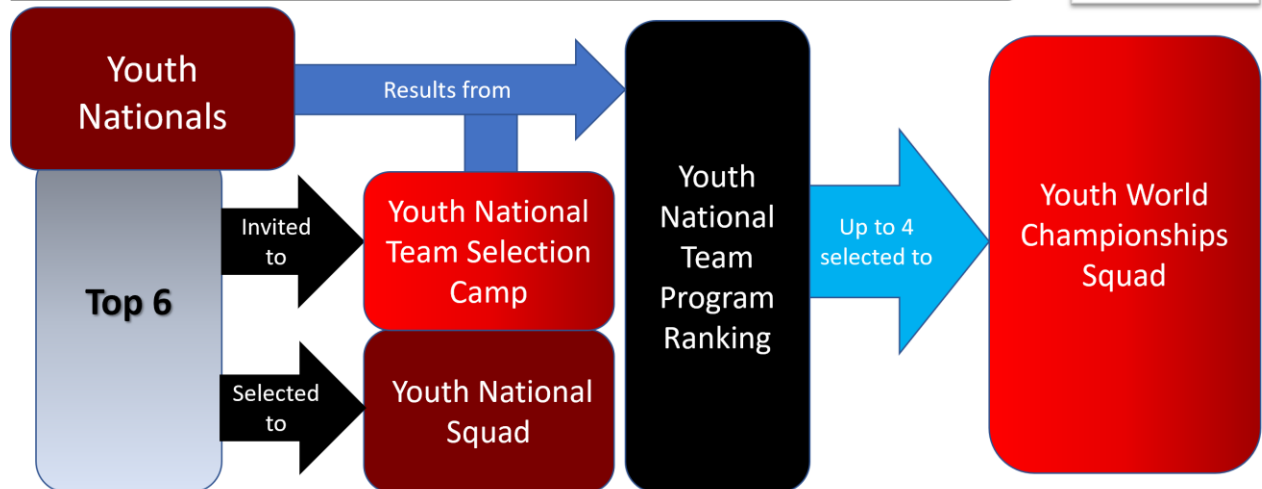 Youth
Nationals
Results from
Top 6
Invited
to
Youth National
Team Selection
Camp
Selected
to
Youth National
Squad
Youth
National
Team
Program
Ranking
Up to 4
selected to
Youth World
Championships
Squad